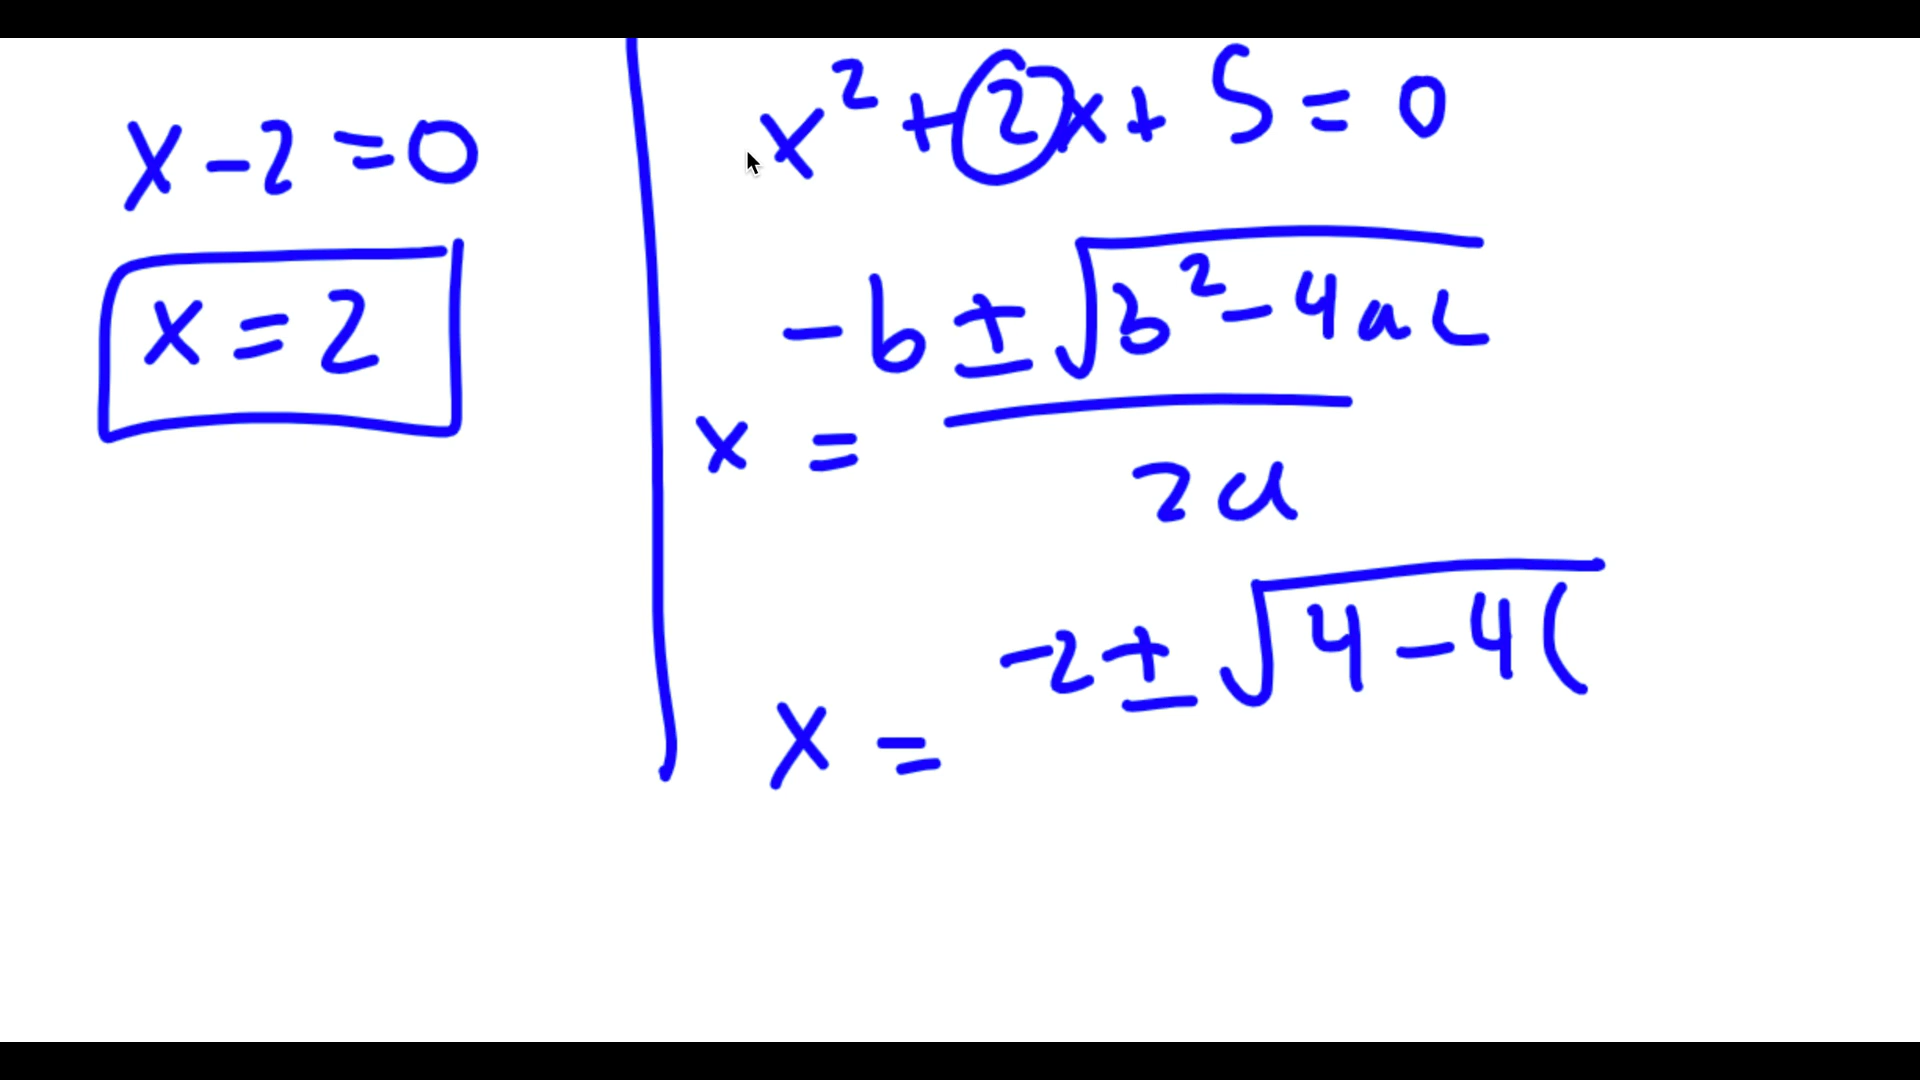 x - 2 = 0
x = 2
x² + 2x + 5 = 0
x = -b ± √(b² - 4ac) / 2a
x = -2 ± √4 - 4(